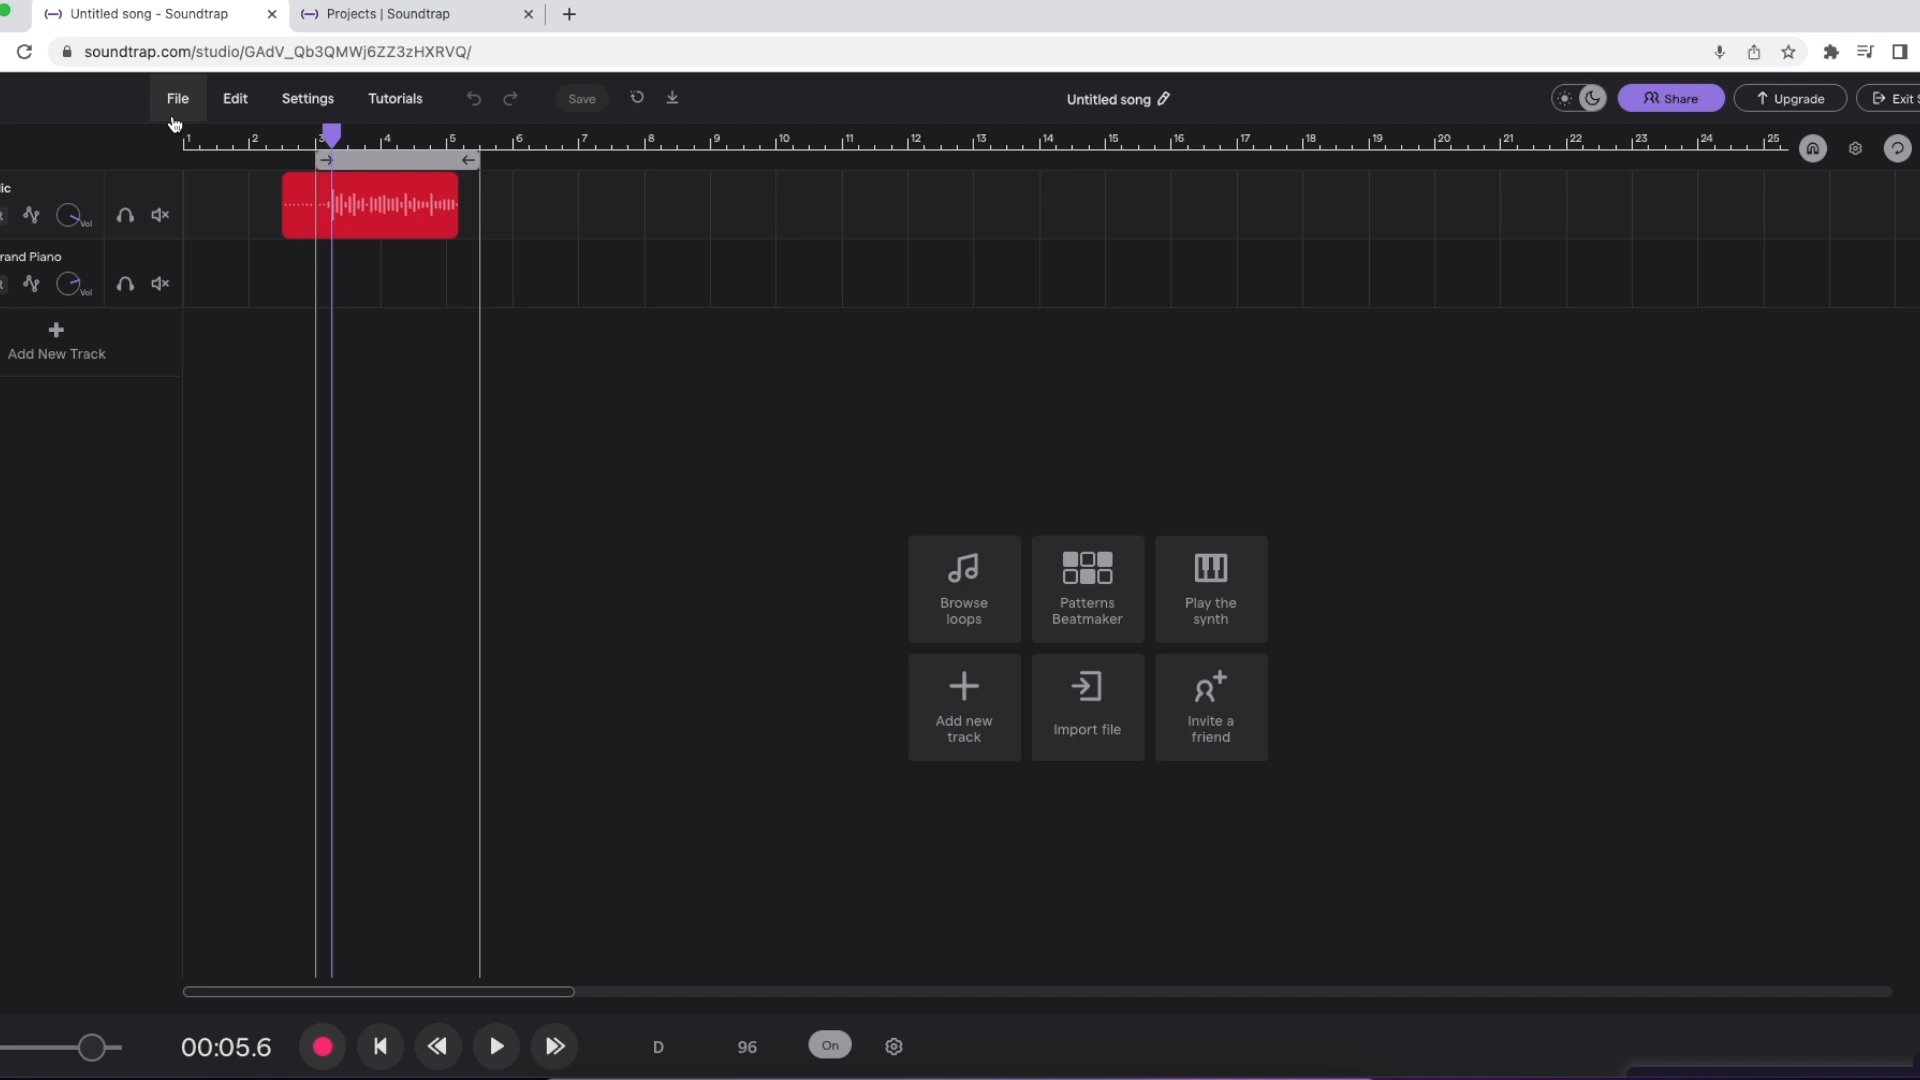 Untitled song - Soundtrap
Projects | Soundtrap
soundtrap.com/studio/GAdV_Qb3QMWj6ZZ3zHXRVQ/
File Edit Settings Tutorials Save Untitled song Share Upgrade Exit
1 2 3 4 5 6 7 8 9 10 11 12 13 14 15 16 17 18 19 20 21 22 23 24 25
ic
Vol
rand Piano
Vol
Add New Track
Browse loops
Patterns Beatmaker
Play the synth
Add new track
Import file
Invite a friend
00:05.6 D 96 On